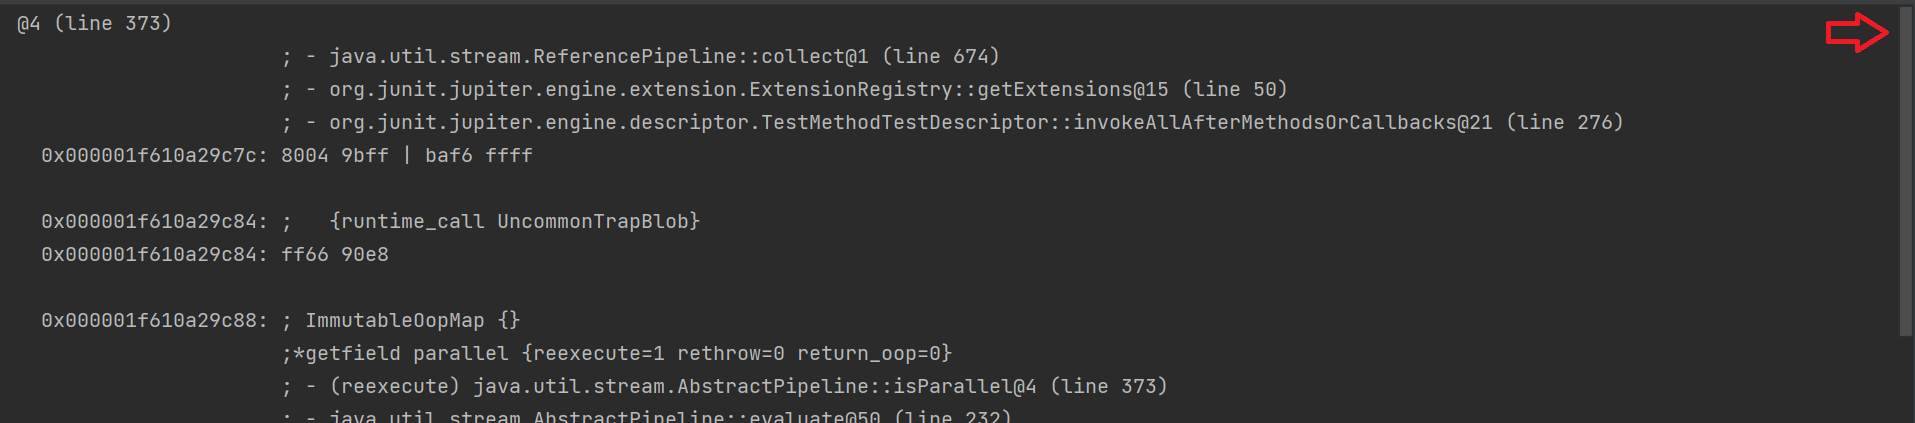 @4 (line 373)
; - java.util.stream.ReferencePipeline::collect@1 (line 674)
; - org.junit.jupiter.engine.extension.ExtensionRegistry::getExtensions@15 (line 50)
; - org.junit.jupiter.engine.descriptor.TestMethodTestDescriptor::invokeAllAfterMethodsOrCallbacks@21 (line 276)
0x000001f610a29c7c: 8004 9bff | baf6 ffff
0x000001f610a29c84: ;   {runtime_call UncommonTrapBlob}
0x000001f610a29c84: ff66 90e8
0x000001f610a29c88: ; ImmutableOopMap {}
;*getfield parallel {reexecute=1 rethrow=0 return_oop=0}
; - (reexecute) java.util.stream.AbstractPipeline::isParallel@4 (line 373)
; - java.util.stream.AbstractPipeline::evaluate@50 (line 232)